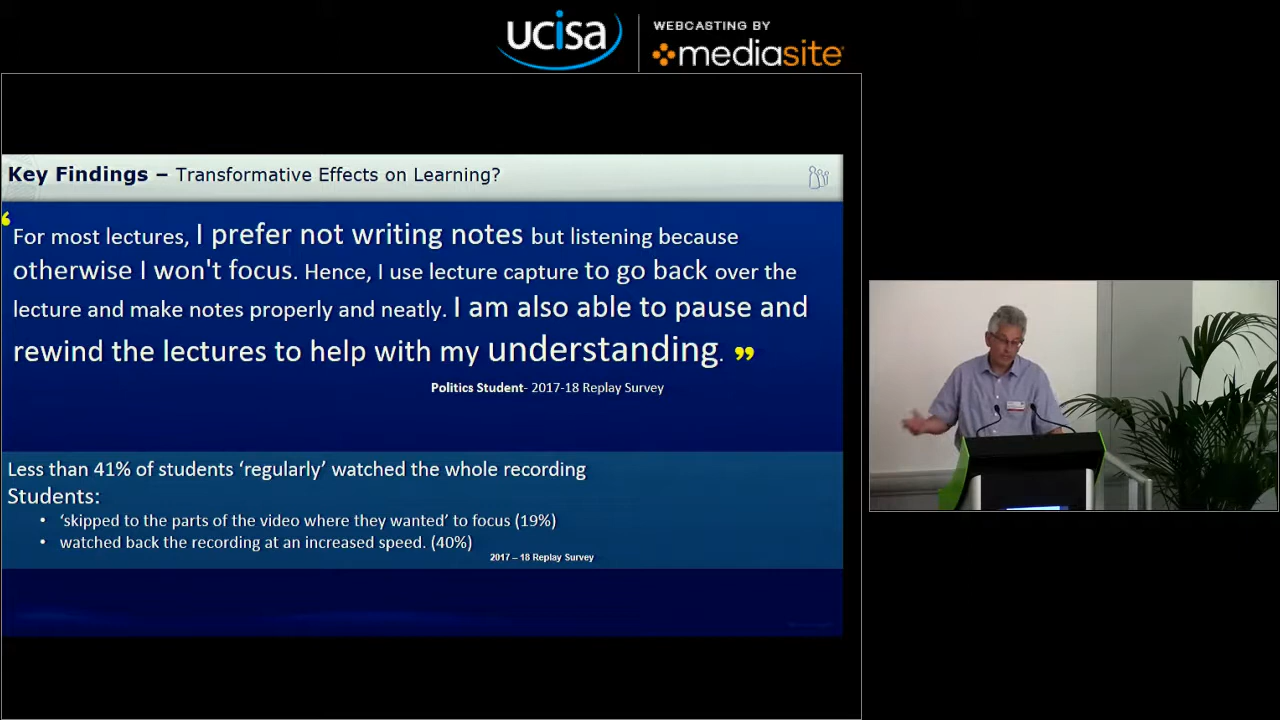 ucisa
WEBCASTING BY
mediasite
Key Findings – Transformative Effects on Learning?
‘
For most lectures, I prefer not writing notes but listening because
otherwise I won't focus. Hence, I use lecture capture to go back over the
lecture and make notes properly and neatly. I am also able to pause and
rewind the lectures to help with my understanding. ”
Politics Student- 2017-18 Replay Survey
Less than 41% of students ‘regularly’ watched the whole recording
Students:
• ‘skipped to the parts of the video where they wanted’ to focus (19%)
• watched back the recording at an increased speed. (40%)
2017 – 18 Replay Survey